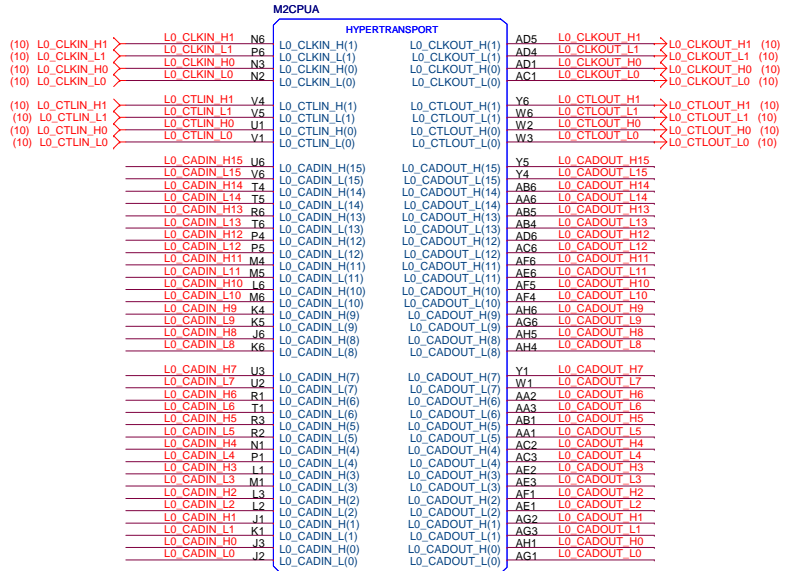 M2CPUA
HYPERTRANSPORT
(10) L0_CLKIN_H1 L0_CLKIN_H1 N6 L0_CLKIN_H(1) L0_CLKOUT_H(1) AD5 L0_CLKOUT_H1 L0_CLKOUT_H1 (10)
(10) L0_CLKIN_L1 L0_CLKIN_L1 P6 L0_CLKIN_L(1) L0_CLKOUT_L(1) AD4 L0_CLKOUT_L1 L0_CLKOUT_L1 (10)
(10) L0_CLKIN_H0 L0_CLKIN_H0 N3 L0_CLKIN_H(0) L0_CLKOUT_H(0) AD1 L0_CLKOUT_H0 L0_CLKOUT_H0 (10)
(10) L0_CLKIN_L0 L0_CLKIN_L0 N2 L0_CLKIN_L(0) L0_CLKOUT_L(0) AC1 L0_CLKOUT_L0 L0_CLKOUT_L0 (10)
(10) L0_CTLIN_H1 L0_CTLIN_H1 V4 L0_CTLIN_H(1) L0_CTLOUT_H(1) Y6 L0_CTLOUT_H1 L0_CTLOUT_H1 (10)
(10) L0_CTLIN_L1 L0_CTLIN_L1 V5 L0_CTLIN_L(1) L0_CTLOUT_L(1) W6 L0_CTLOUT_L1 L0_CTLOUT_L1 (10)
(10) L0_CTLIN_H0 L0_CTLIN_H0 U1 L0_CTLIN_H(0) L0_CTLOUT_H(0) W2 L0_CTLOUT_H0 L0_CTLOUT_H0 (10)
(10) L0_CTLIN_L0 L0_CTLIN_L0 V1 L0_CTLIN_L(0) L0_CTLOUT_L(0) W3 L0_CTLOUT_L0 L0_CTLOUT_L0 (10)
L0_CADIN_H15 U6 L0_CADIN_H(15) L0_CADOUT_H(15) Y5 L0_CADOUT_H15
L0_CADIN_L15 V6 L0_CADIN_L(15) L0_CADOUT_L(15) Y4 L0_CADOUT_L15
L0_CADIN_H14 T4 L0_CADIN_H(14) L0_CADOUT_H(14) AB6 L0_CADOUT_H14
L0_CADIN_L14 T5 L0_CADIN_L(14) L0_CADOUT_L(14) AA6 L0_CADOUT_L14
L0_CADIN_H13 R6 L0_CADIN_H(13) L0_CADOUT_H(13) AB5 L0_CADOUT_H13
L0_CADIN_L13 T6 L0_CADIN_L(13) L0_CADOUT_L(13) AB4 L0_CADOUT_L13
L0_CADIN_H12 P4 L0_CADIN_H(12) L0_CADOUT_H(12) AD6 L0_CADOUT_H12
L0_CADIN_L12 P5 L0_CADIN_L(12) L0_CADOUT_L(12) AC6 L0_CADOUT_L12
L0_CADIN_H11 M4 L0_CADIN_H(11) L0_CADOUT_H(11) AF6 L0_CADOUT_H11
L0_CADIN_L11 M5 L0_CADIN_L(11) L0_CADOUT_L(11) AE6 L0_CADOUT_L11
L0_CADIN_H10 L6 L0_CADIN_H(10) L0_CADOUT_H(10) AF5 L0_CADOUT_H10
L0_CADIN_L10 M6 L0_CADIN_L(10) L0_CADOUT_L(10) AF4 L0_CADOUT_L10
L0_CADIN_H9 K4 L0_CADIN_H(9) L0_CADOUT_H(9) AH6 L0_CADOUT_H9
L0_CADIN_L9 K5 L0_CADIN_L(9) L0_CADOUT_L(9) AG6 L0_CADOUT_L9
L0_CADIN_H8 J6 L0_CADIN_H(8) L0_CADOUT_H(8) AH5 L0_CADOUT_H8
L0_CADIN_L8 K6 L0_CADIN_L(8) L0_CADOUT_L(8) AH4 L0_CADOUT_L8
L0_CADIN_H7 U3 L0_CADIN_H(7) L0_CADOUT_H(7) Y1 L0_CADOUT_H7
L0_CADIN_L7 U2 L0_CADIN_L(7) L0_CADOUT_L(7) W1 L0_CADOUT_L7
L0_CADIN_H6 R1 L0_CADIN_H(6) L0_CADOUT_H(6) AA2 L0_CADOUT_H6
L0_CADIN_L6 T1 L0_CADIN_L(6) L0_CADOUT_L(6) AA3 L0_CADOUT_L6
L0_CADIN_H5 R3 L0_CADIN_H(5) L0_CADOUT_H(5) AB1 L0_CADOUT_H5
L0_CADIN_L5 R2 L0_CADIN_L(5) L0_CADOUT_L(5) AA1 L0_CADOUT_L5
L0_CADIN_H4 N1 L0_CADIN_H(4) L0_CADOUT_H(4) AC2 L0_CADOUT_H4
L0_CADIN_L4 P1 L0_CADIN_L(4) L0_CADOUT_L(4) AC3 L0_CADOUT_L4
L0_CADIN_H3 L1 L0_CADIN_H(3) L0_CADOUT_H(3) AE2 L0_CADOUT_H3
L0_CADIN_L3 M1 L0_CADIN_L(3) L0_CADOUT_L(3) AE3 L0_CADOUT_L3
L0_CADIN_H2 L3 L0_CADIN_H(2) L0_CADOUT_H(2) AF1 L0_CADOUT_H2
L0_CADIN_L2 L2 L0_CADIN_L(2) L0_CADOUT_L(2) AE1 L0_CADOUT_L2
L0_CADIN_H1 J1 L0_CADIN_H(1) L0_CADOUT_H(1) AG2 L0_CADOUT_H1
L0_CADIN_L1 K1 L0_CADIN_L(1) L0_CADOUT_L(1) AG3 L0_CADOUT_L1
L0_CADIN_H0 J3 L0_CADIN_H(0) L0_CADOUT_H(0) AH1 L0_CADOUT_H0
L0_CADIN_L0 J2 L0_CADIN_L(0) L0_CADOUT_L(0) AG1 L0_CADOUT_L0